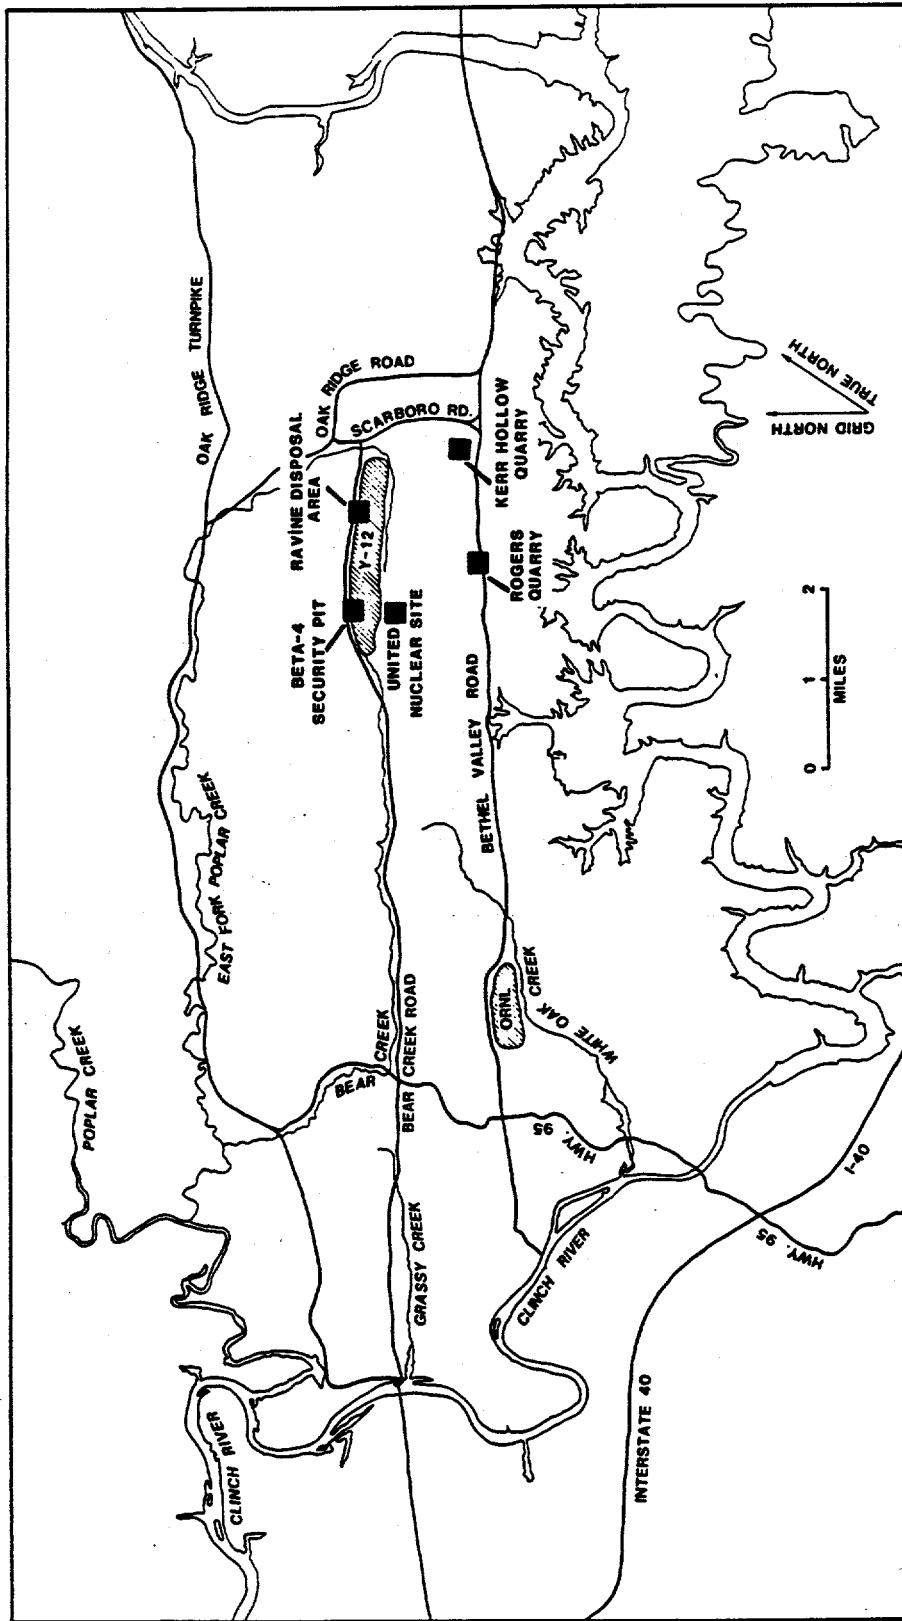 OAK RIDGE TURNPIKE
OAK RIDGE ROAD
SCARBORO RD.
RAVINE DISPOSAL
AREA
Y-12
BETA-4
SECURITY PIT
UNITED
NUCLEAR SITE
KERR HOLLOW
QUARRY
ROGERS
QUARRY
BETHEL VALLEY ROAD
GRID NORTH
TRUE NORTH
0 1 2
MILES
EAST FORK POPLAR CREEK
POPLAR CREEK
BEAR CREEK
BEAR CREEK ROAD
ORNL
WHITE OAK CREEK
GRASSY CREEK
HWY. 95
CLINCH RIVER
I-40
HWY. 95
CLINCH RIVER
INTERSTATE 40